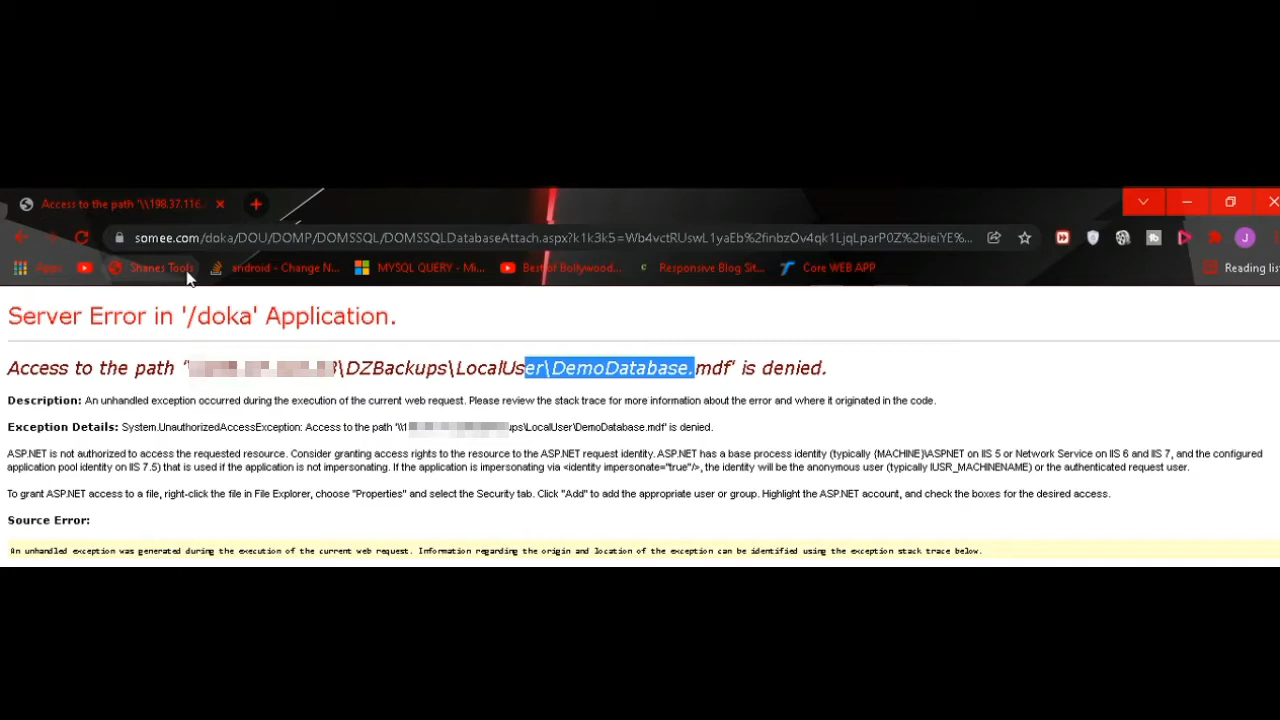 Access to the path '\\198.37.116.
somee.com/doka/DOU/DOMP/DOMSSQL/DOMSSQLDatabaseAttach.aspx?k1k3k5=Wb4vctRUswL1yaEb%2finbzOv4qk1LjqLparP0Z%2bieiYE%...
J
Apps Shanes Tools android - Change N... MYSQL QUERY - Mi... Best of Bollywood... Responsive Blog Sit... Core WEB APP Reading lis
Server Error in '/doka' Application.
Access to the path '\DZBackups\LocalUser\DemoDatabase.mdf' is denied.
Description: An unhandled exception occurred during the execution of the current web request. Please review the stack trace for more information about the error and where it originated in the code.
Exception Details: System.UnauthorizedAccessException: Access to the path '\\1 ups\LocalUser\DemoDatabase.mdf' is denied.
ASP.NET is not authorized to access the requested resource. Consider granting access rights to the resource to the ASP.NET request identity. ASP.NET has a base process identity (typically {MACHINE}\ASPNET on IIS 5 or Network Service on IIS 6 and IIS 7, and the configured
application pool identity on IIS 7.5) that is used if the application is not impersonating. If the application is impersonating via <identity impersonate="true"/>, the identity will be the anonymous user (typically IUSR_MACHINENAME) or the authenticated request user.
To grant ASP.NET access to a file, right-click the file in File Explorer, choose "Properties" and select the Security tab. Click "Add" to add the appropriate user or group. Highlight the ASP.NET account, and check the boxes for the desired access.
Source Error:
An unhandled exception was generated during the execution of the current web request. Information regarding the origin and location of the exception can be identified using the exception stack trace below.